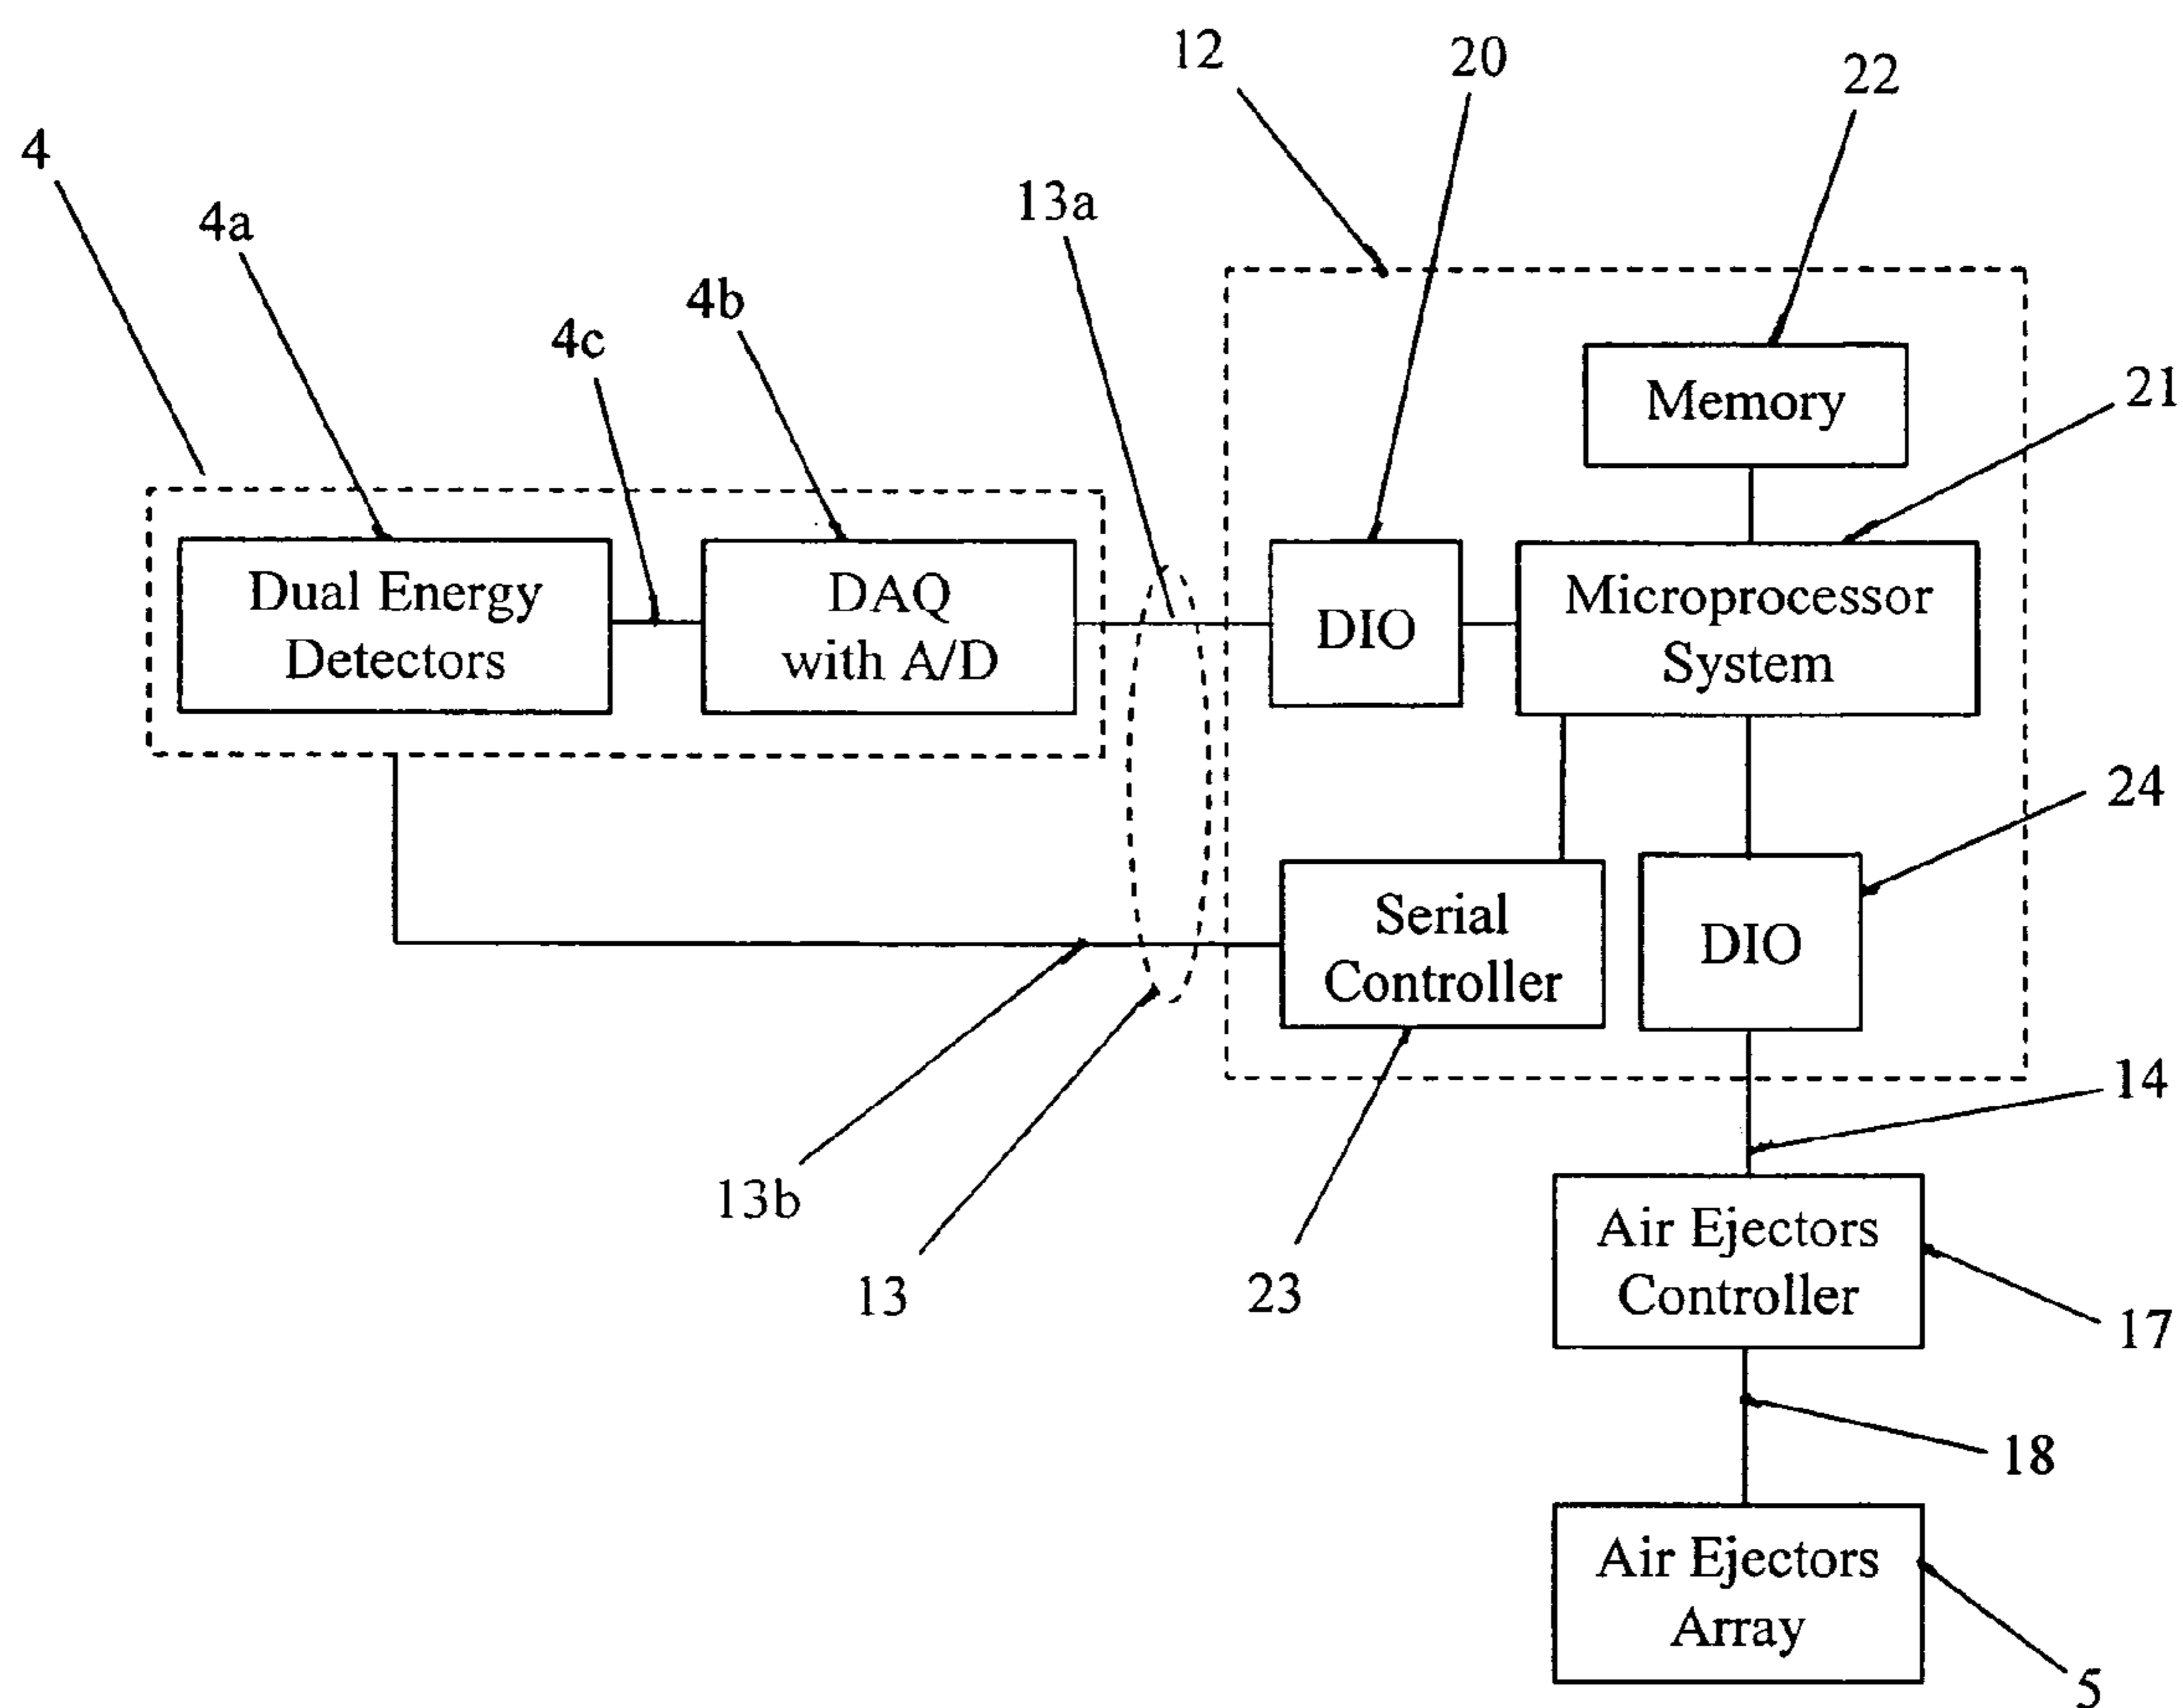 12
20
22
4
4a
13a
4b
4c
Memory
21
Dual Energy
Detectors
DAQ
with A/D
DIO
Microprocessor
System
24
Serial
Controller
DIO
14
13b
13
23
Air Ejectors
Controller
17
18
Air Ejectors
Array
5